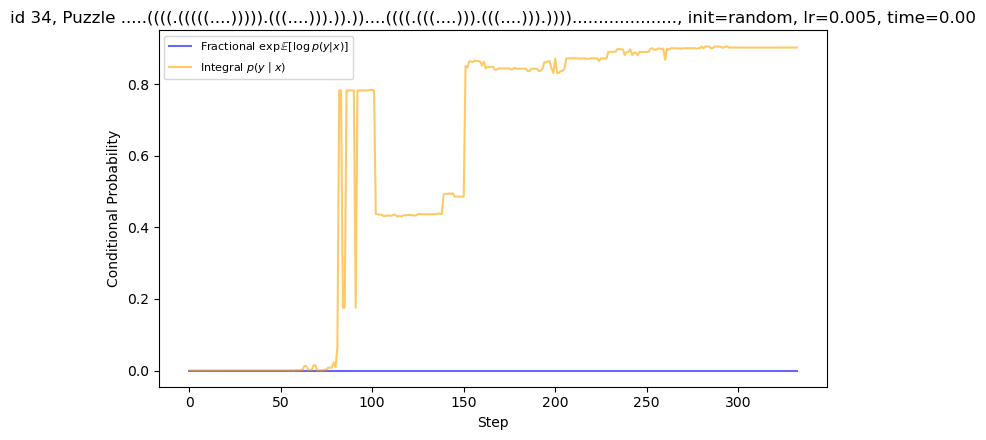 id 34, Puzzle .....((((.(((((....))))).(((....))).)).))....((((.(((....))).(((....))).))))....................., init=random, lr=0.005, time=0.00
Fractional exp𝔼[log p(y|x)]
Integral p(y | x)
Conditional Probability
0.8
0.6
0.4
0.2
0.0
0 50 100 150 200 250 300
Step